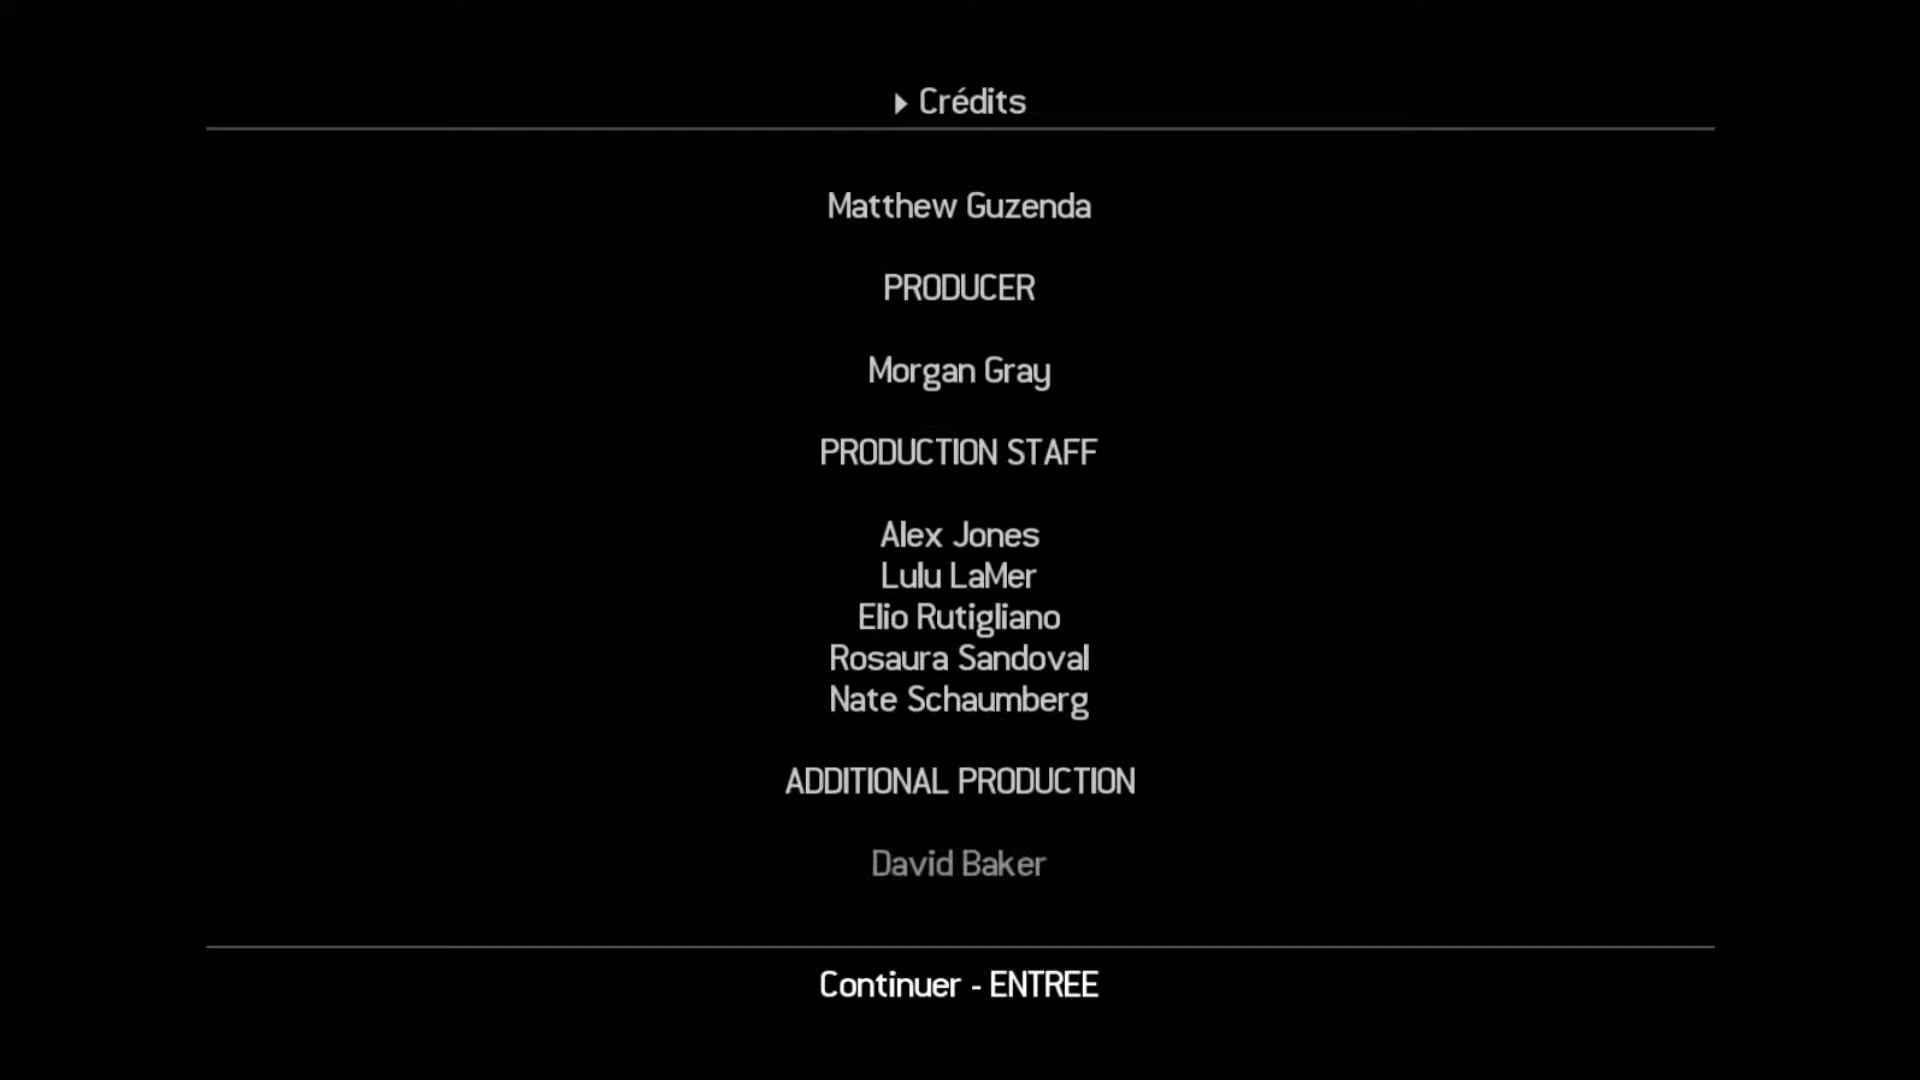 Crédits
Matthew Guzenda
PRODUCER
Morgan Gray
PRODUCTION STAFF
Alex Jones
Lulu LaMer
Elio Rutigliano
Rosaura Sandoval
Nate Schaumberg
ADDITIONAL PRODUCTION
David Baker
Continuer - ENTREE